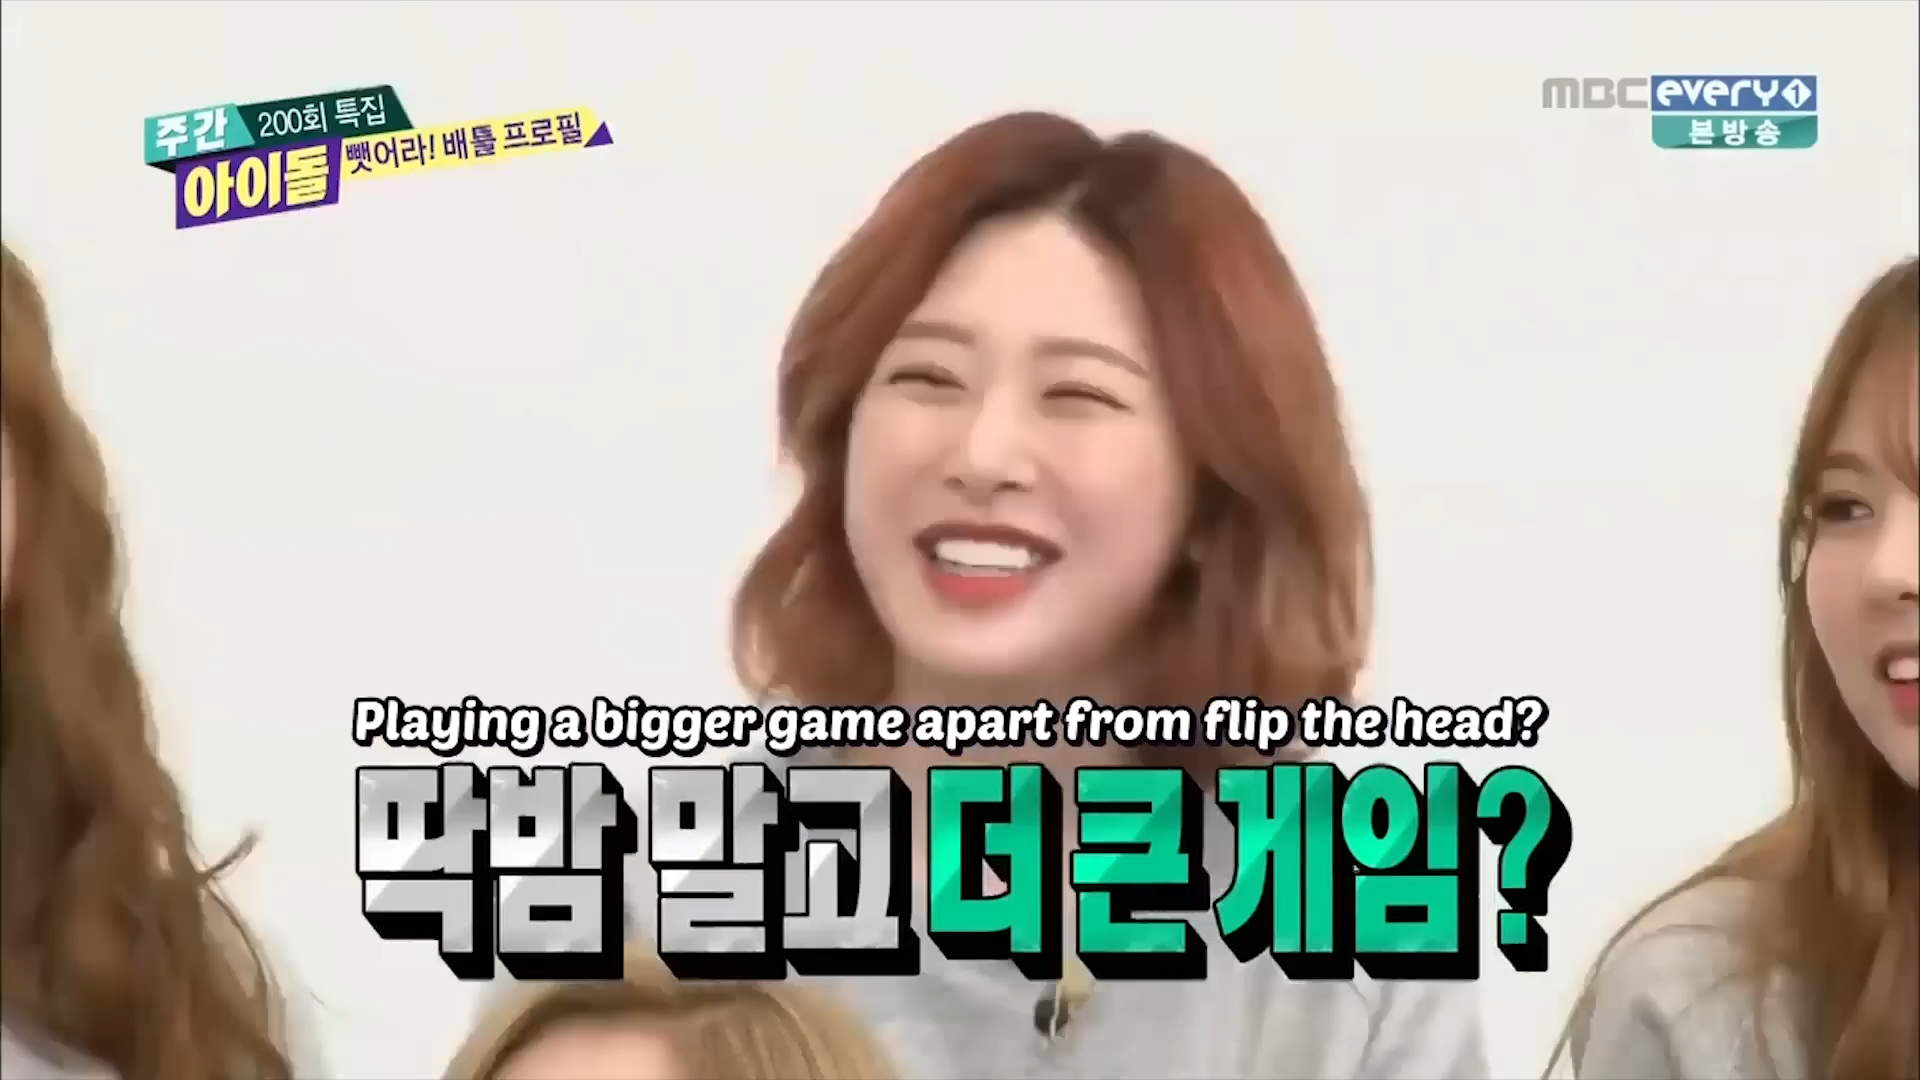 주간 200회 특집
아이돌 뺏어라! 배틀 프로필
MBC every1
본방송
Playing a bigger game apart from flip the head?
딱밤 말고 더 큰 게임?